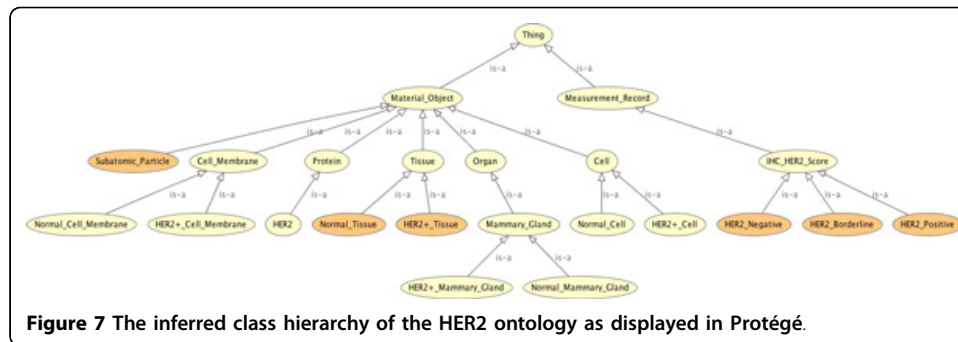 Thing
is-a
is-a
Material_Object
Measurement_Record
is-a
is-a
is-a
is-a
is-a
is-a
is-a
Subatomic_Particle
Cell_Membrane
Protein
Tissue
Organ
Cell
IHC_HER2_Score
is-a
is-a
is-a
is-a
is-a
is-a
is-a
is-a
is-a
is-a
is-a
Normal_Cell_Membrane
HER2+_Cell_Membrane
HER2
Normal_Tissue
HER2+_Tissue
Mammary_Gland
Normal_Cell
HER2+_Cell
HER2_Negative
HER2_Borderline
HER2_Positive
is-a
is-a
HER2+_Mammary_Gland
Normal_Mammary_Gland
Figure 7 The inferred class hierarchy of the HER2 ontology as displayed in Protégé.